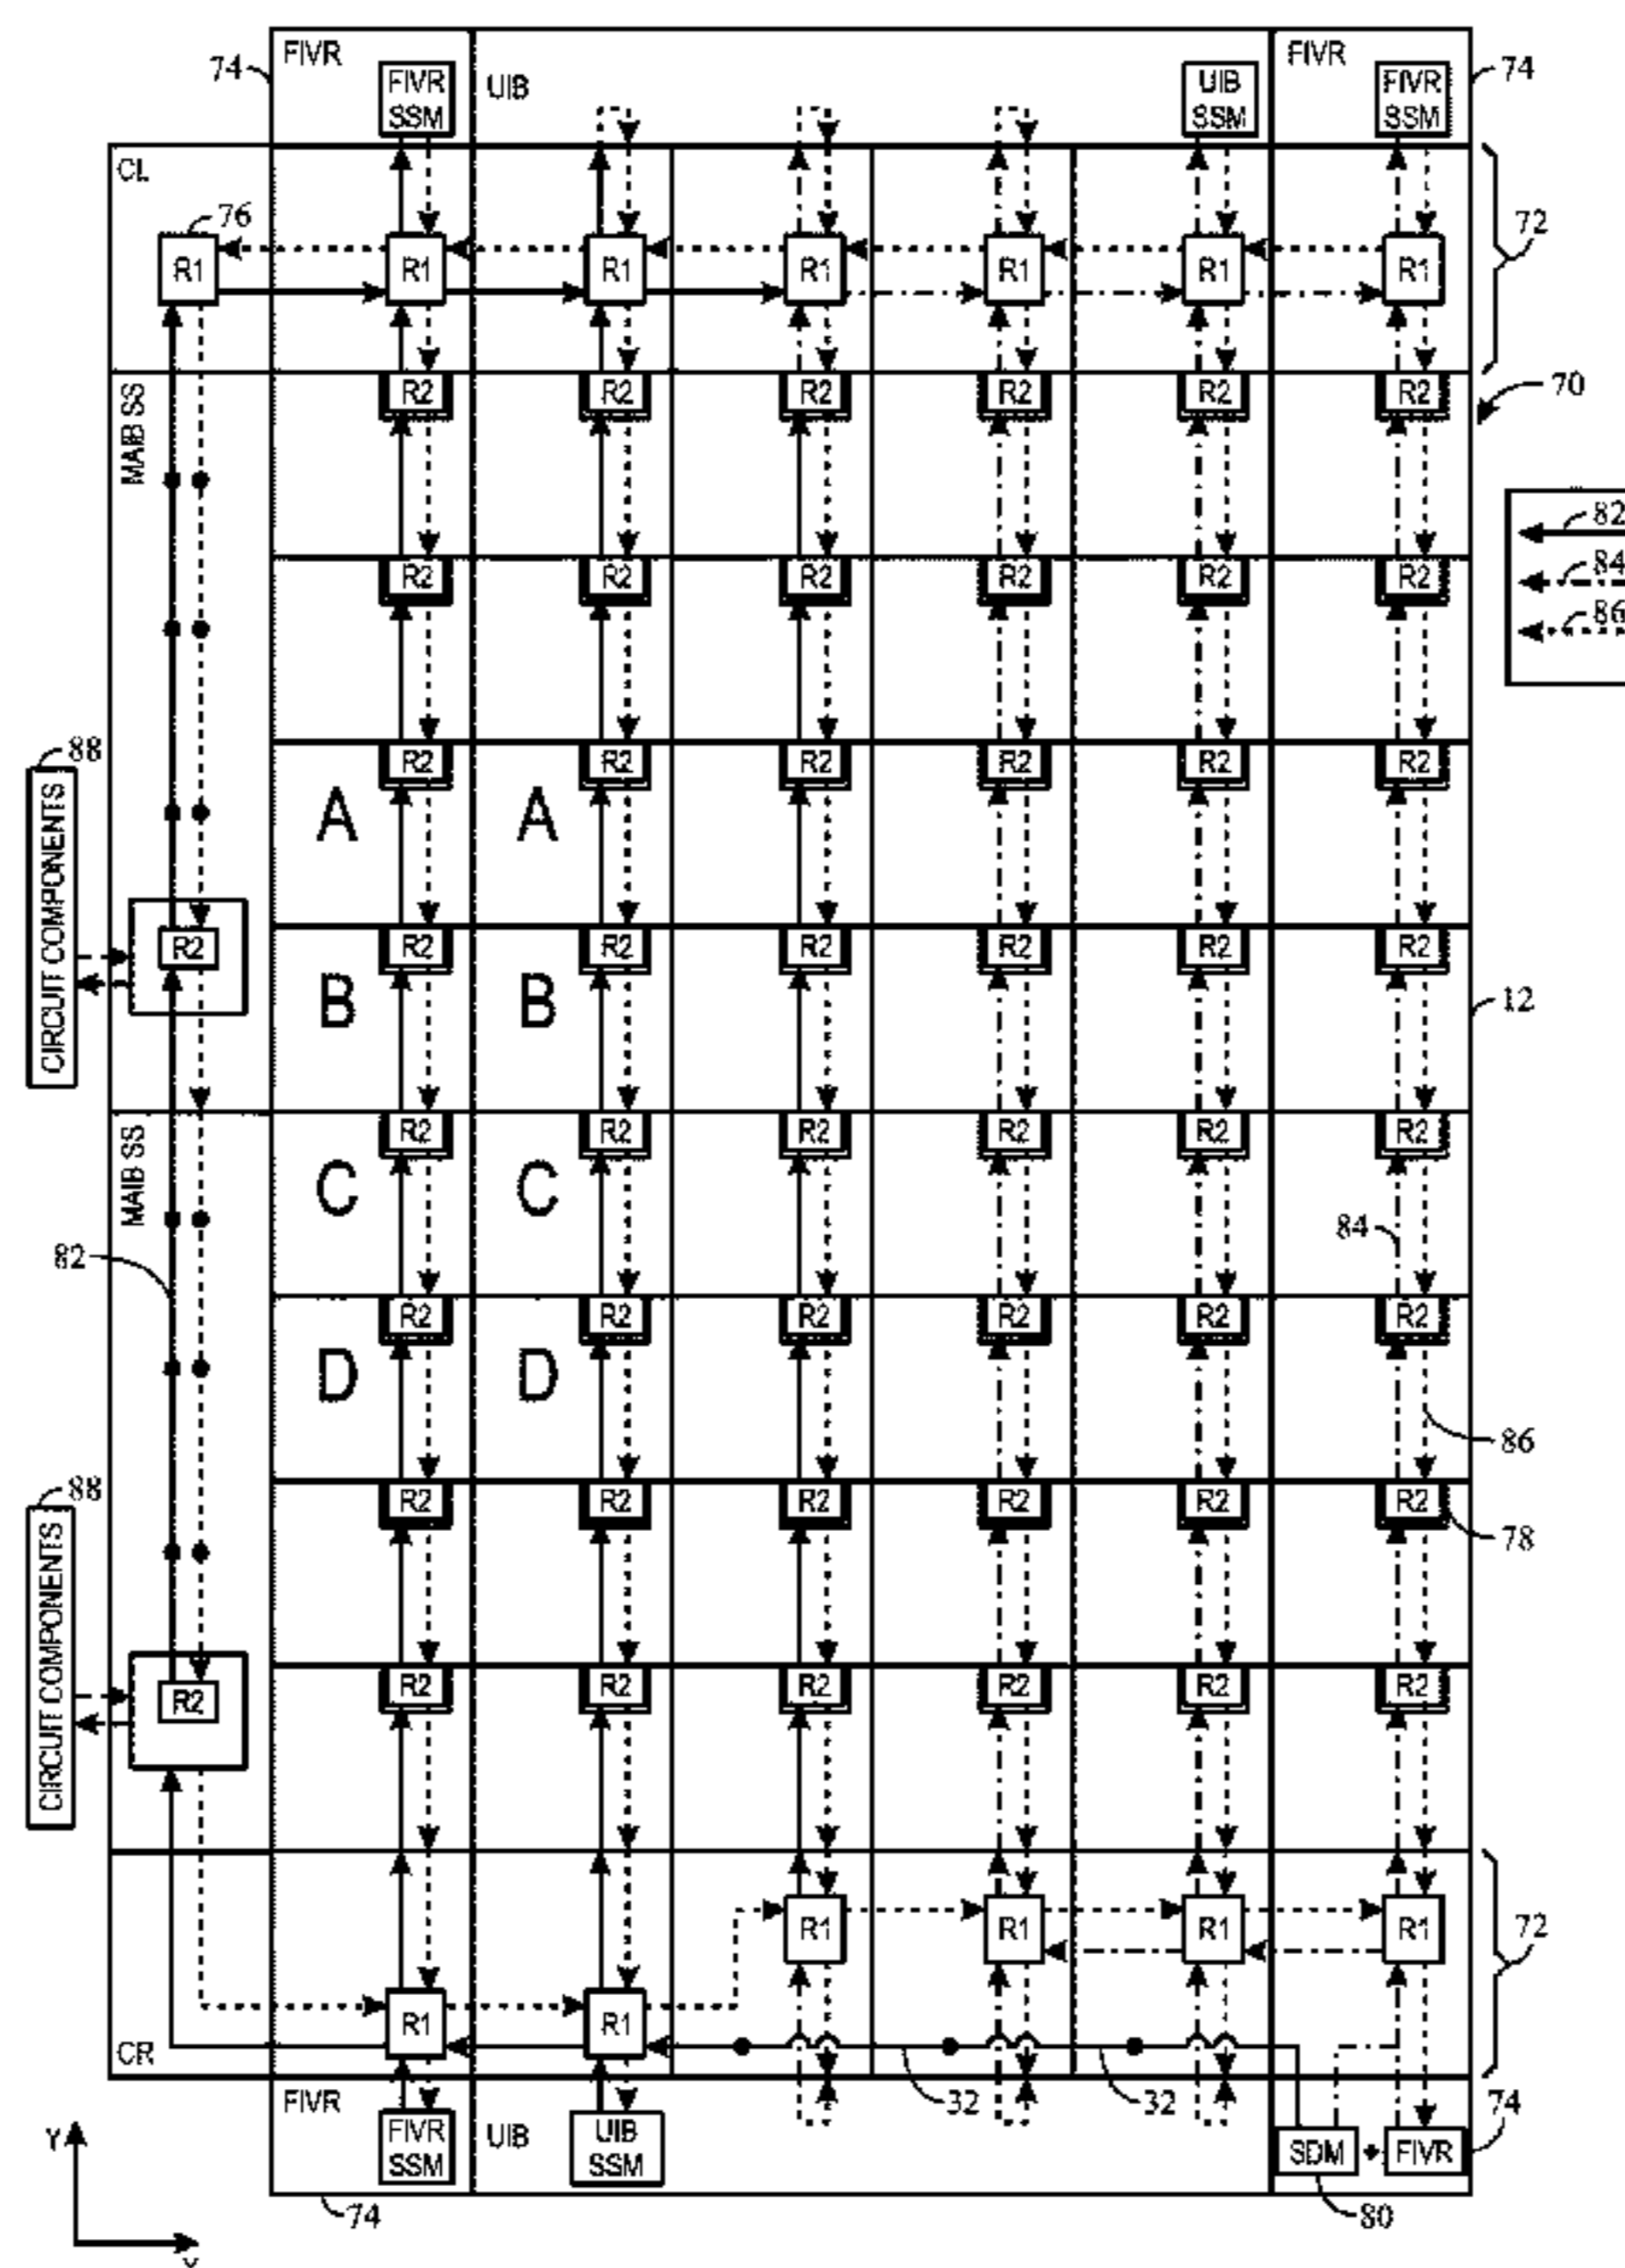 FIVR FIVR
74 FIVR SSM UIB UIB SSM FIVR SSM 74
CL
76 72
R1 R1 R1 R1 R1 R1 R1
MAIB SS R2 R2 R2 R2 R2 R2 70
82
84
R2 R2 R2 R2 R2 R2
86
88 R2 R2 R2 R2 R2 R2
CIRCUIT COMPONENTS A A
R2 R2 R2 R2 R2 R2 R2
B B 12
MAIB SS R2 R2 R2 R2 R2 R2
C C
82 84
R2 R2 R2 R2 R2 R2
D D
86
88 R2 R2 R2 R2 R2 R2
78
CIRCUIT COMPONENTS
R2 R2 R2 R2 R2 R2 R2
R1 R1 R1 R1 72
R1 R1
CR
FIVR 32 32 74
Y FIVR SSM UIB UIB SSM SDM FIVR
74 80